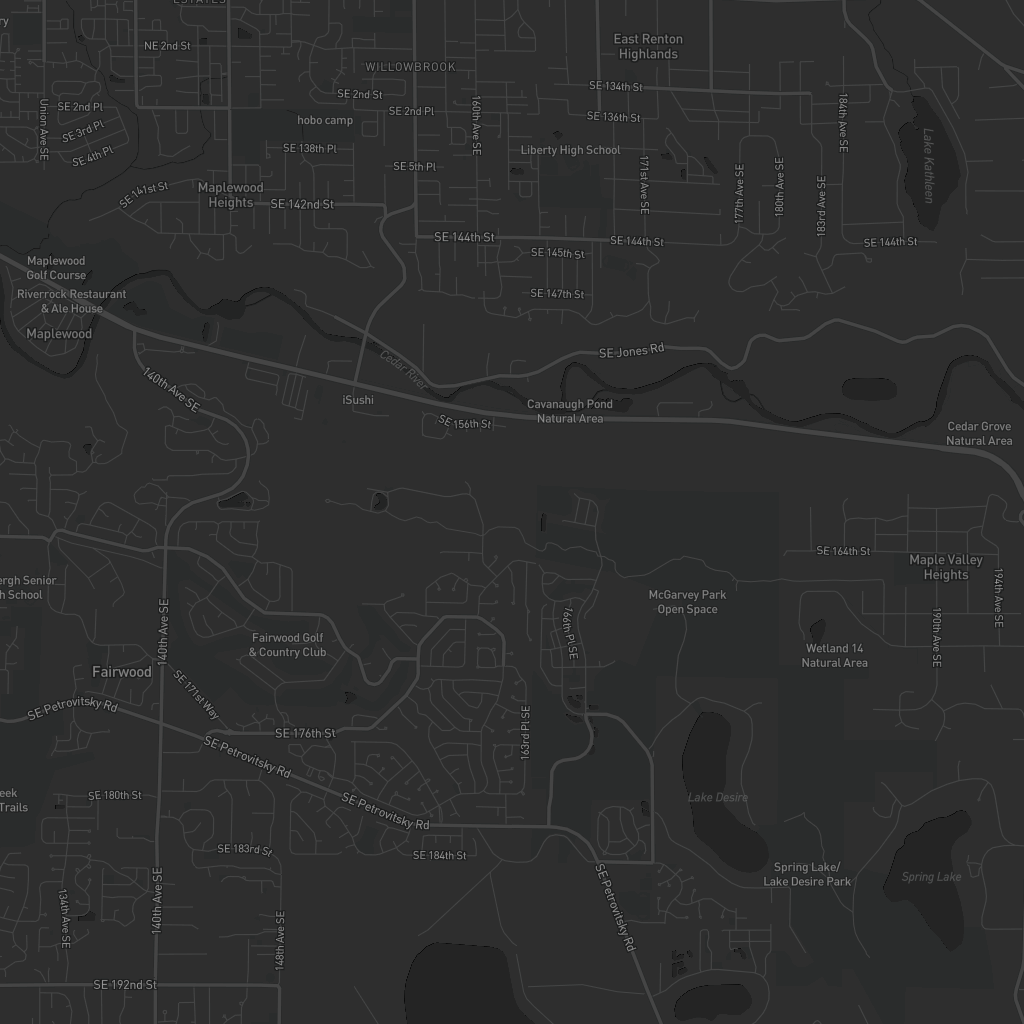 ESTATES
NE 2nd St
East Renton
Highlands
WILLOWBROOK
SE 134th St
SE 2nd St
Union Ave SE
SE 2nd Pl
SE 2nd Pl
160th Ave SE
184th Ave SE
SE 136th St
hobo camp
SE 3rd Pl
SE 4th Pl
SE 138th Pl
Liberty High School
SE 5th Pl
171st Ave SE
177th Ave SE
180th Ave SE
183rd Ave SE
Lake Kathleen
SE 141st St
Maplewood
Heights
SE 142nd St
SE 144th St
SE 144th St
SE 144th St
SE 145th St
Maplewood
Golf Course
Riverrock Restaurant
& Ale House
SE 147th St
Maplewood
SE Jones Rd
Cedar River
140th Ave SE
iSushi
Cavanaugh Pond
Natural Area
SE 156th St
Cedar Grove
Natural Area
SE 164th St
Maple Valley
Heights
194th Ave SE
ergh Senior
h School
McGarvey Park
Open Space
140th Ave SE
166th Pl SE
190th Ave SE
Fairwood Golf
& Country Club
Wetland 14
Natural Area
Fairwood
SE 171st Way
SE Petrovitsky Rd
163rd Pl SE
SE 176th St
SE Petrovitsky Rd
SE 180th St
eek
Trails
SE Petrovitsky Rd
Lake Desire
SE 183rd St
SE 184th St
Spring Lake/
Lake Desire Park
Spring Lake
SE Petrovitsky Rd
134th Ave SE
140th Ave SE
148th Ave SE
SE 192nd St